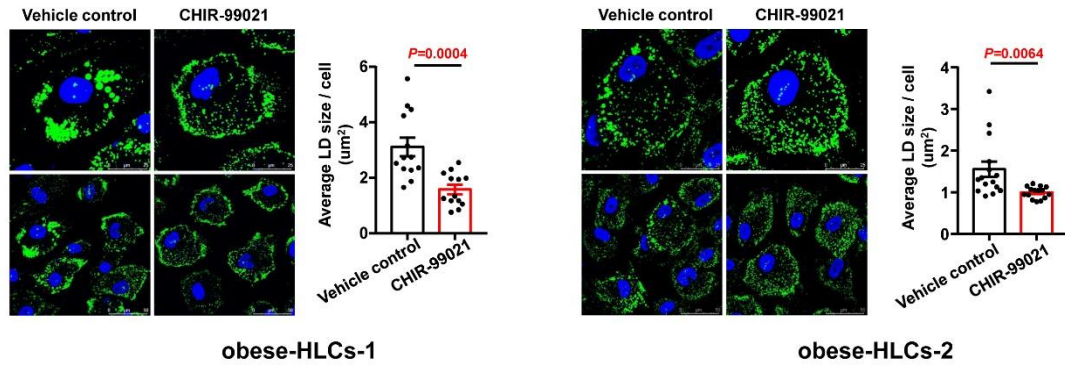 Vehicle control CHIR-99021
P=0.0004
Average LD size / cell
(um²)
6
4
2
0
Vehicle control
CHIR-99021
obese-HLCs-1
Vehicle control CHIR-99021
P=0.0064
Average LD size / cell
(um²)
4
3
2
1
0
Vehicle control
CHIR-99021
obese-HLCs-2